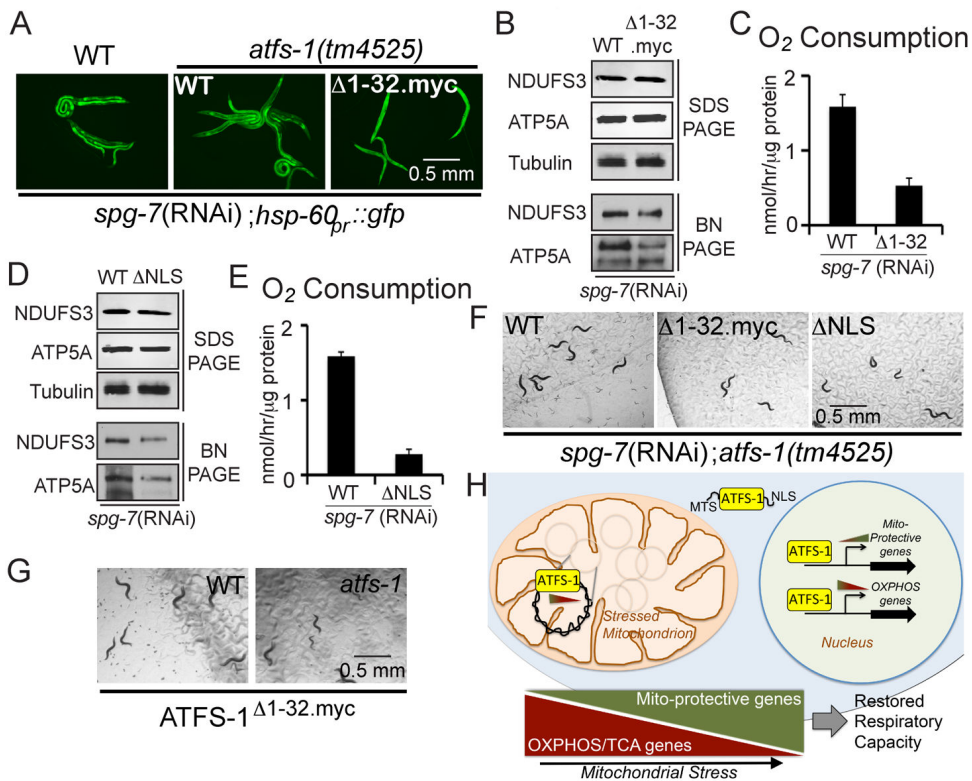 A
WT
atfs-1(tm4525)
WT
Δ1-32.myc
0.5 mm
spg-7(RNAi);hsp-60pr::gfp
B
WT
Δ1-32
.myc
NDUFS3
ATP5A
Tubulin
SDS
PAGE
NDUFS3
ATP5A
BN
PAGE
spg-7(RNAi)
C
O2 Consumption
nmol/hr/µg protein
2
1
0
WT
Δ1-32
spg-7 (RNAi)
D
WT ΔNLS
NDUFS3
ATP5A
Tubulin
SDS
PAGE
NDUFS3
ATP5A
BN
PAGE
spg-7(RNAi)
E
O2 Consumption
nmol/hr/µg protein
2
1
0
WT
ΔNLS
spg-7 (RNAi)
F
WT
Δ1-32.myc
ΔNLS
0.5 mm
spg-7(RNAi);atfs-1(tm4525)
G
WT
atfs-1
0.5 mm
ATFS-1Δ1-32.myc
H
MTS
ATFS-1
NLS
ATFS-1
Stressed
Mitochondrion
Mito-
Protective
genes
ATFS-1
OXPHOS
genes
ATFS-1
Nucleus
Mito-protective genes
OXPHOS/TCA genes
Mitochondrial Stress
Restored
Respiratory
Capacity